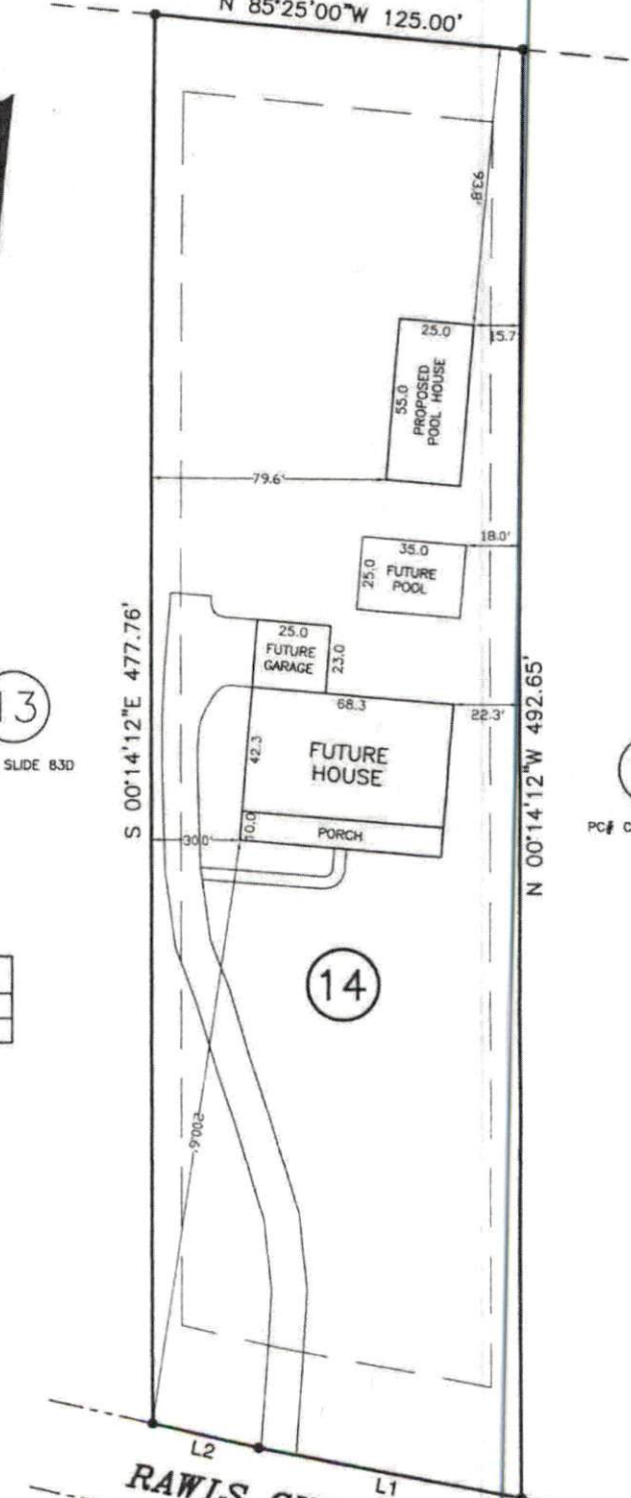 N 85°25'00"W 125.00'
93.8'
25.0
15.7
55.0
PROPOSED
POOL HOUSE
79.6'
18.0'
35.0
25.0
FUTURE
POOL
25.0
FUTURE
GARAGE
23.0
S 00°14'12"E 477.76'
13
SLIDE 83D
68.3
22.3'
42.3
FUTURE
HOUSE
N 00°14'12"W 492.65'
PC# C
10.0
PORCH
30.0'
14
200.6'
L2
L1
RAWLS